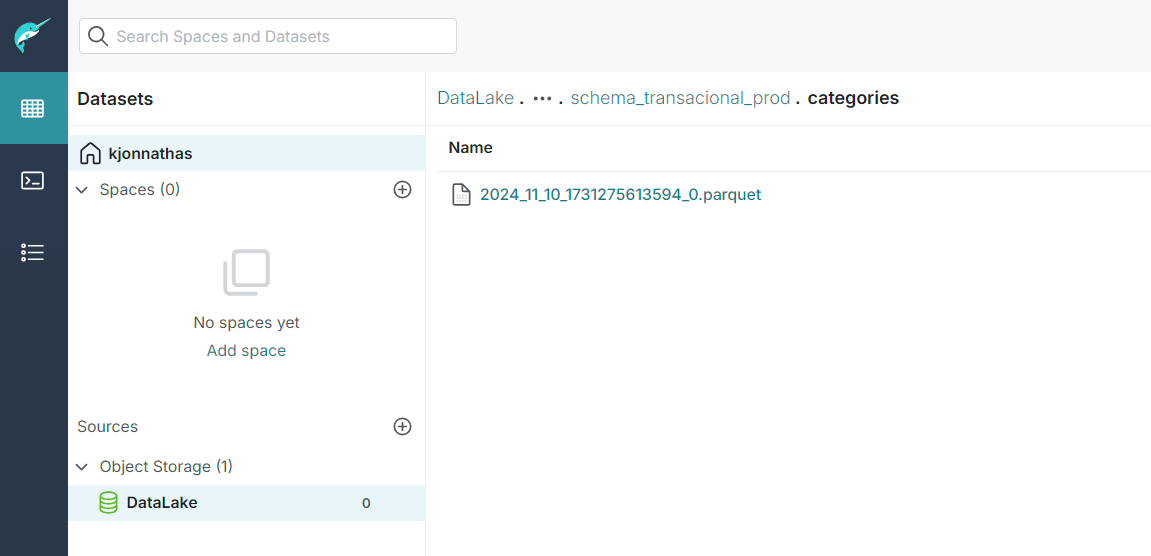 Search Spaces and Datasets
Datasets
kjonnathas
Spaces (0)
No spaces yet
Add space
Sources
Object Storage (1)
DataLake 0
DataLake . ••• . schema_transacional_prod . categories
Name
2024_11_10_1731275613594_0.parquet